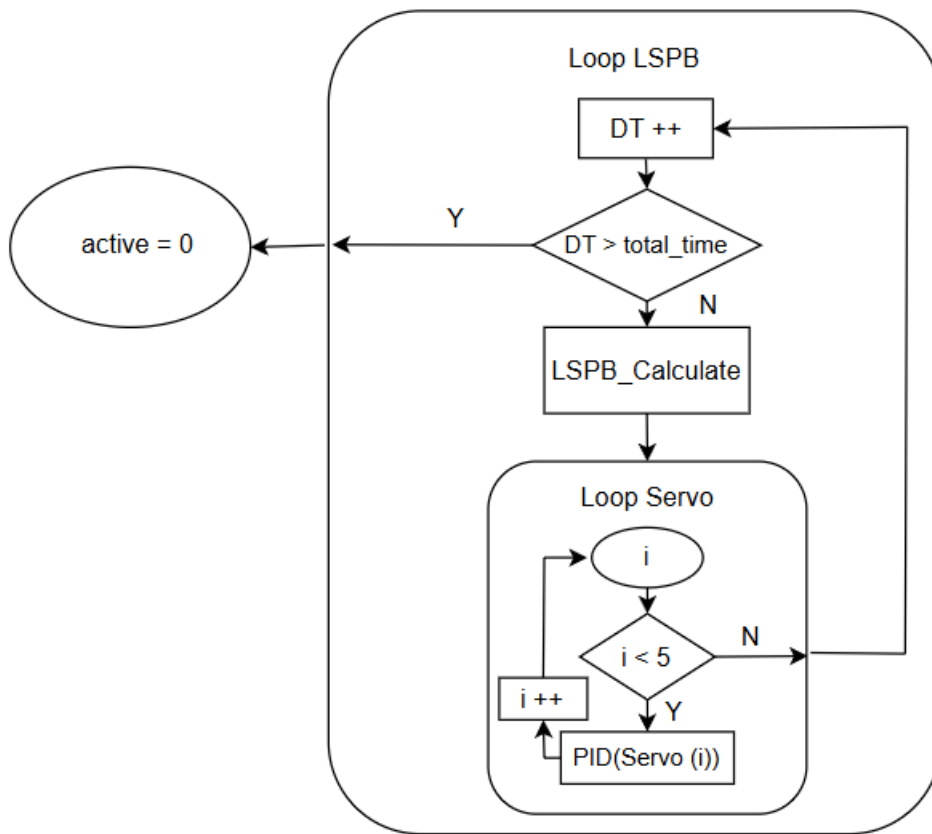 Loop LSPB
DT ++
Y
active = 0
DT > total_time
N
LSPB_Calculate
Loop Servo
i
i < 5
N
i ++
Y
PID(Servo (i))